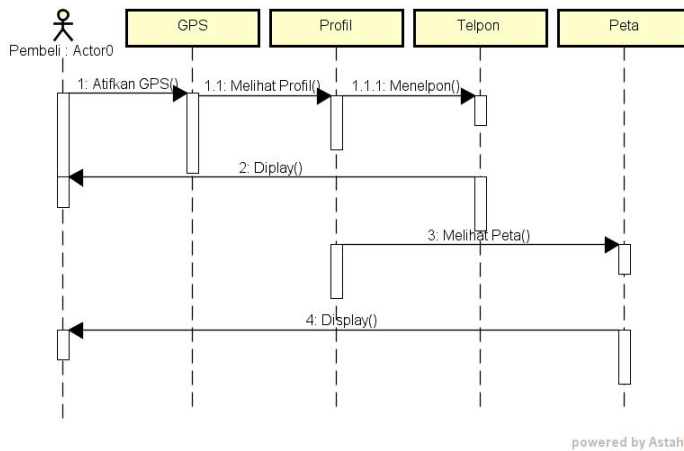 GPS
Profil
Telpon
Peta
Pembeli : Actor0
1: Atifkan GPS()
1.1: Melihat Profil()
1.1.1: Menelpon()
2: Diplay()
3: Melihat Peta()
4: Display()
powered by Astah